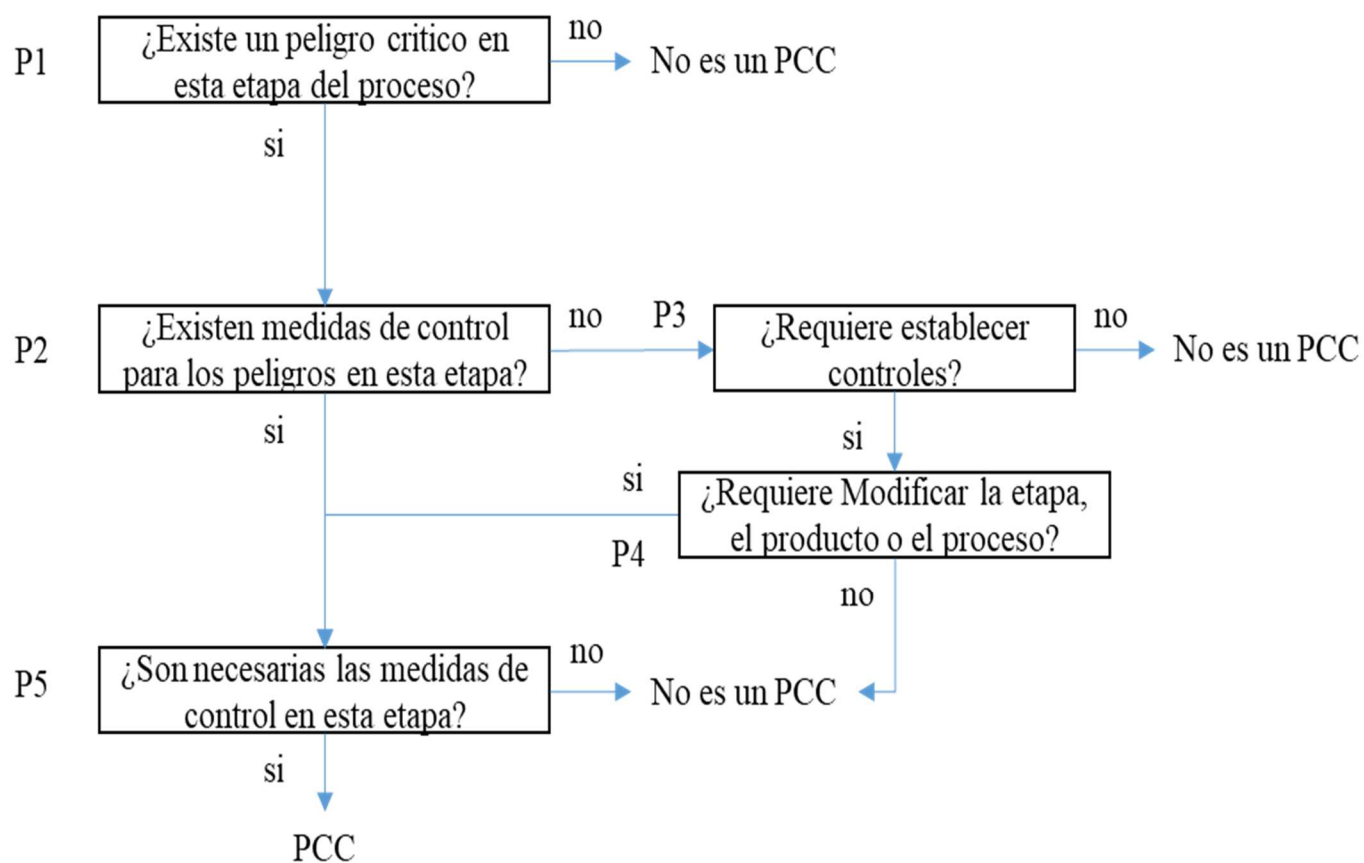 P1
¿Existe un peligro critico en
esta etapa del proceso?
no
No es un PCC
si
P2
¿Existen medidas de control
para los peligros en esta etapa?
no
P3
¿Requiere establecer
controles?
no
No es un PCC
si
si
si
¿Requiere Modificar la etapa,
el producto o el proceso?
P4
no
P5
¿Son necesarias las medidas de
control en esta etapa?
no
No es un PCC
si
PCC